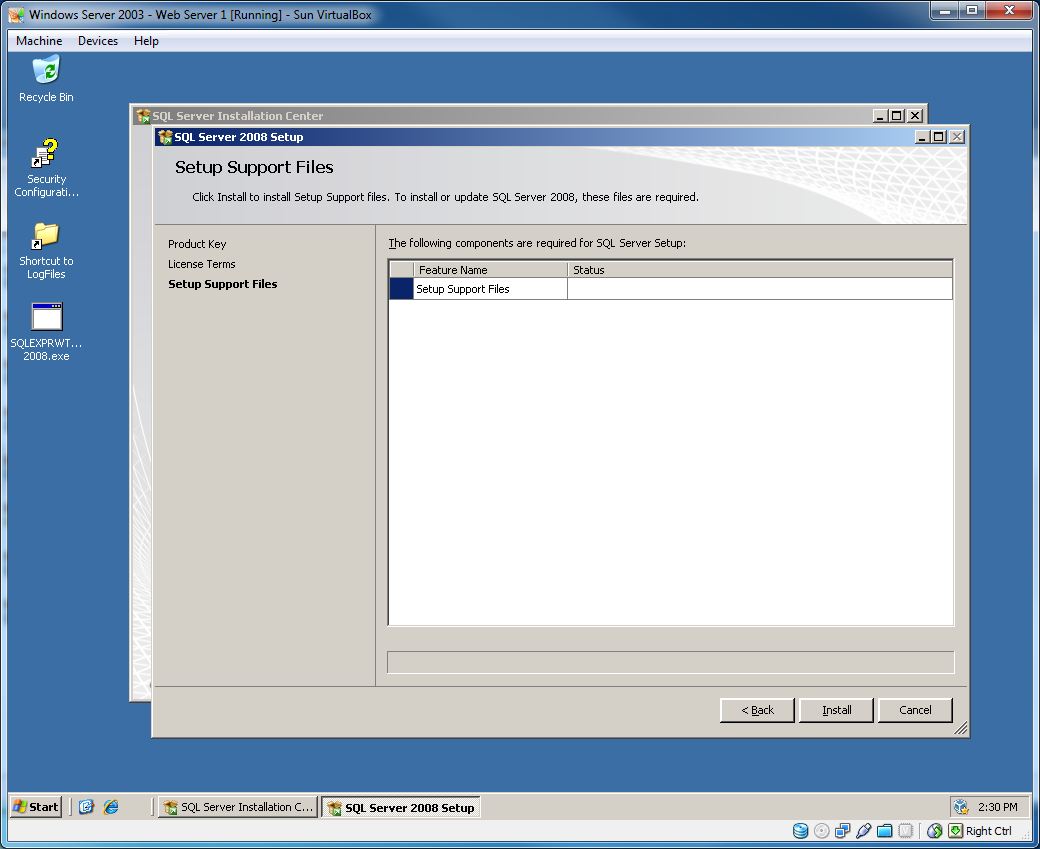 Windows Server 2003 - Web Server 1 [Running] - Sun VirtualBox
Machine Devices Help
Recycle Bin
Security
Configurati...
Shortcut to
LogFiles
SQLEXPRWT...
2008.exe
SQL Server Installation Center
SQL Server 2008 Setup
Setup Support Files
Click Install to install Setup Support files. To install or update SQL Server 2008, these files are required.
Product Key
License Terms
Setup Support Files
The following components are required for SQL Server Setup:
Feature Name Status
Setup Support Files
< Back Install Cancel
Start SQL Server Installation C... SQL Server 2008 Setup 2:30 PM
Right Ctrl